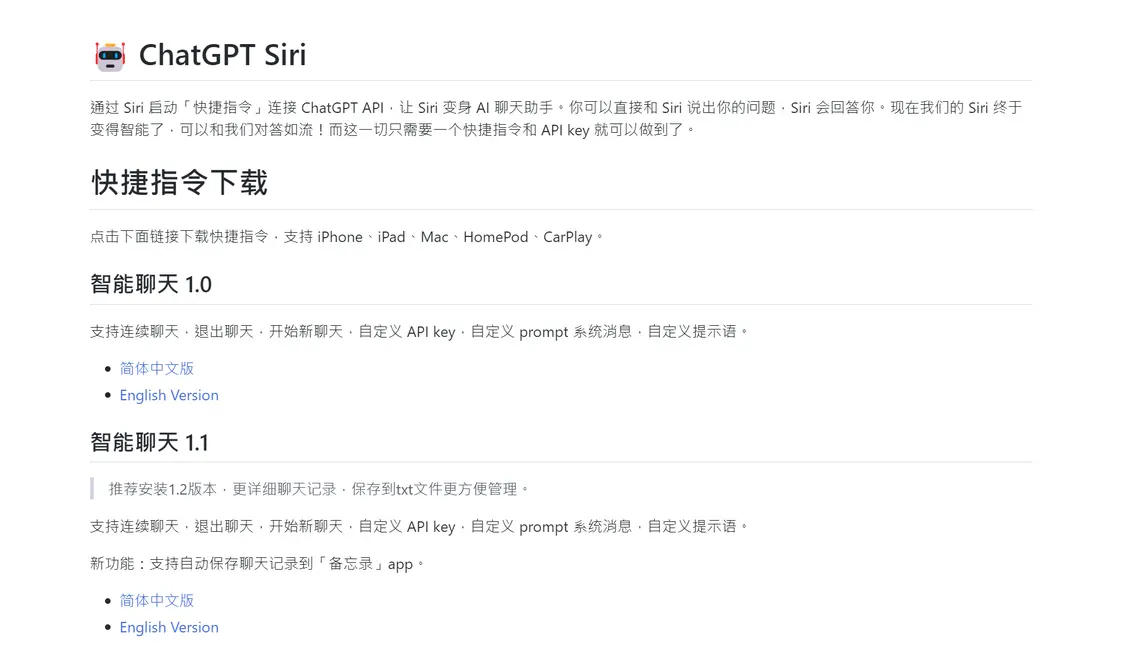 🤖 ChatGPT Siri
通过 Siri 启动「快捷指令」连接 ChatGPT API，让 Siri 变身 AI 聊天助手。你可以直接和 Siri 说出你的问题，Siri 会回答你。现在我们的 Siri 终于
变得智能了，可以和我们对答如流！而这一切只需要一个快捷指令和 API key 就可以做到了。
快捷指令下载
点击下面链接下载快捷指令，支持 iPhone、iPad、Mac、HomePod、CarPlay。
智能聊天 1.0
支持连续聊天，退出聊天，开始新聊天，自定义 API key，自定义 prompt 系统消息，自定义提示语。
• 简体中文版
• English Version
智能聊天 1.1
推荐安装1.2版本，更详细聊天记录，保存到txt文件更方便管理。
支持连续聊天，退出聊天，开始新聊天，自定义 API key，自定义 prompt 系统消息，自定义提示语。
新功能：支持自动保存聊天记录到「备忘录」app。
• 简体中文版
• English Version